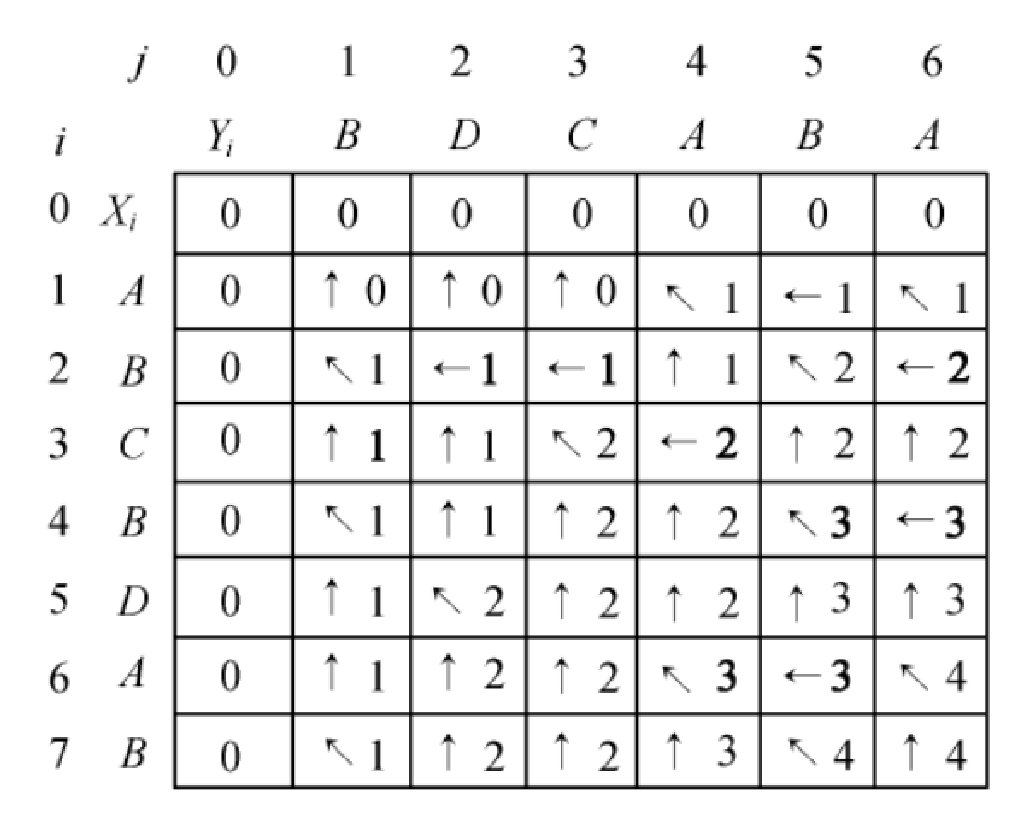 j 0 1 2 3 4 5 6
i Yi B D C A B A
0 Xi 0 0 0 0 0 0 0
1 A 0 ↑ 0 ↑ 0 ↑ 0 ↖ 1 ← 1 ↖ 1
2 B 0 ↖ 1 ← 1 ← 1 ↑ 1 ↖ 2 ← 2
3 C 0 ↑ 1 ↑ 1 ↖ 2 ← 2 ↑ 2 ↑ 2
4 B 0 ↖ 1 ↑ 1 ↑ 2 ↑ 2 ↖ 3 ← 3
5 D 0 ↑ 1 ↖ 2 ↑ 2 ↑ 2 ↑ 3 ↑ 3
6 A 0 ↑ 1 ↑ 2 ↑ 2 ↖ 3 ← 3 ↖ 4
7 B 0 ↖ 1 ↑ 2 ↑ 2 ↑ 3 ↖ 4 ↑ 4